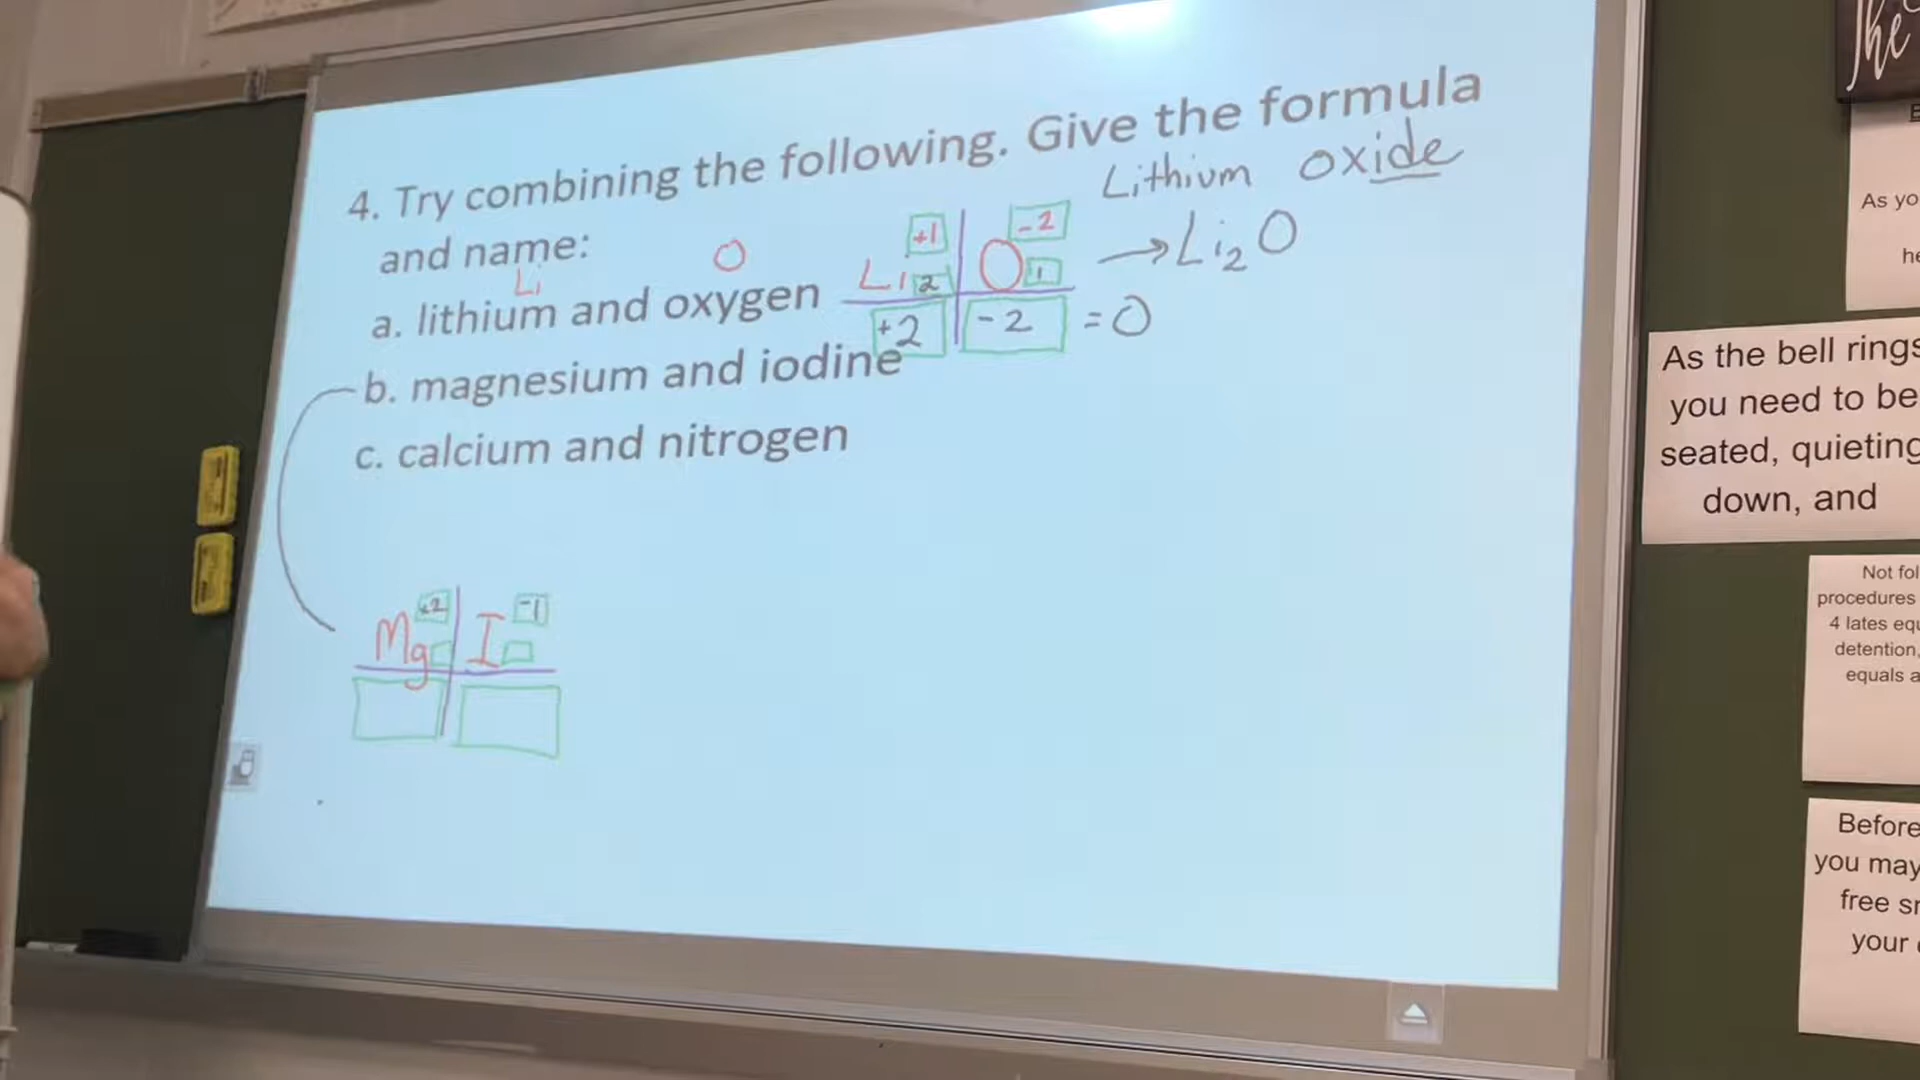 4. Try combining the following. Give the formula
and name:
Lithium oxide
Li O
a. lithium and oxygen
+1 -2
Li 2 O 1 → Li₂O
+2 -2 = 0
b. magnesium and iodine
c. calcium and nitrogen
+2 -1
Mg I
The
As yo
he
As the bell rings
you need to be
seated, quieting
down, and
Not fol
procedures
4 lates equ
detention,
equals a
Before
you may
free sn
your